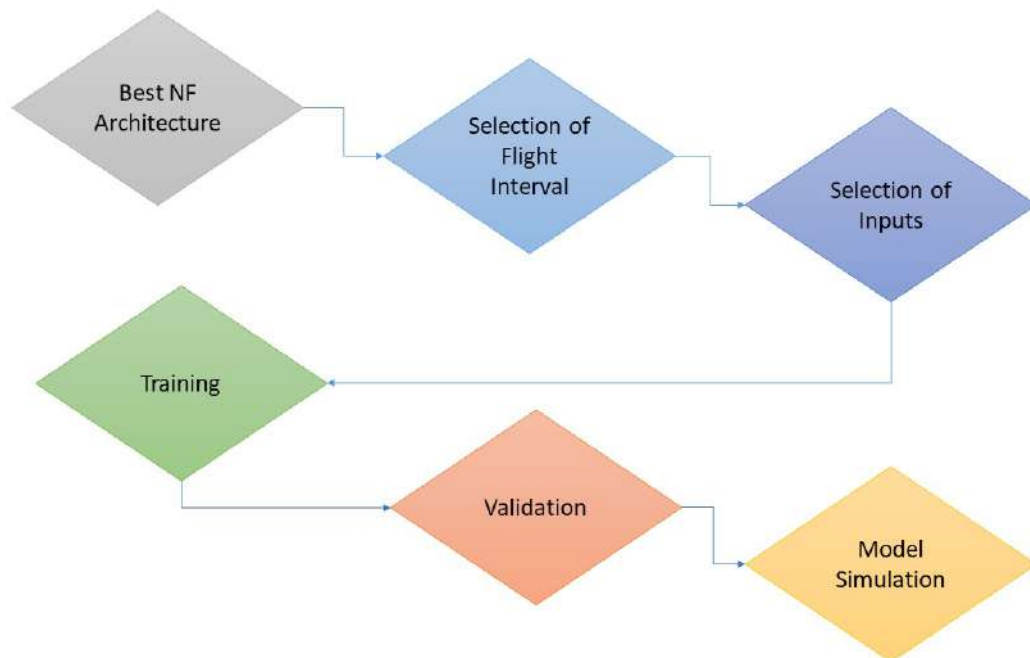 Best NF
Architecture
Selection of
Flight
Interval
Selection of
Inputs
Training
Validation
Model
Simulation